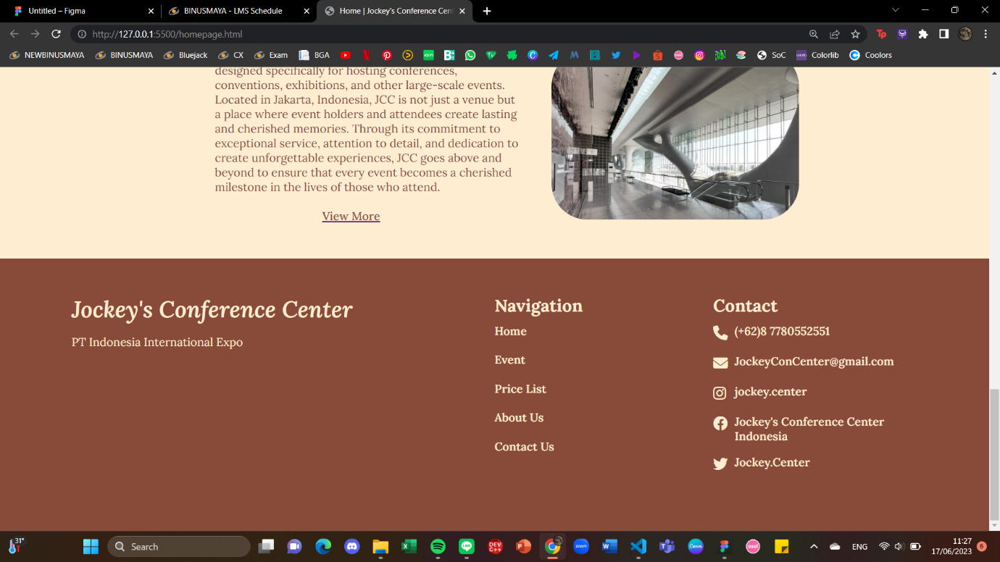 Untitled – Figma
BINUSMAYA - LMS Schedule
Home | Jockey's Conference Cen
http://127.0.0.1:5500/homepage.html
NEWBINUSMAYA
BINUSMAYA
Bluejack
CX
Exam
BGA
SoC
Colorlib
Coolors
designed specifically for hosting conferences,
conventions, exhibitions, and other large-scale events.
Located in Jakarta, Indonesia, JCC is not just a venue but
a place where event holders and attendees create lasting
and cherished memories. Through its commitment to
exceptional service, attention to detail, and dedication to
create unforgettable experiences, JCC goes above and
beyond to ensure that every event becomes a cherished
milestone in the lives of those who attend.
View More
Jockey's Conference Center
PT Indonesia International Expo
Navigation
Home
Event
Price List
About Us
Contact Us
Contact
(+62)8 7780552551
JockeyConCenter@gmail.com
jockey.center
Jockey's Conference Center
Indonesia
Jockey.Center
31°
Search
DEV
C++
zoom
osu!
ENG
11:27
17/06/2023
6